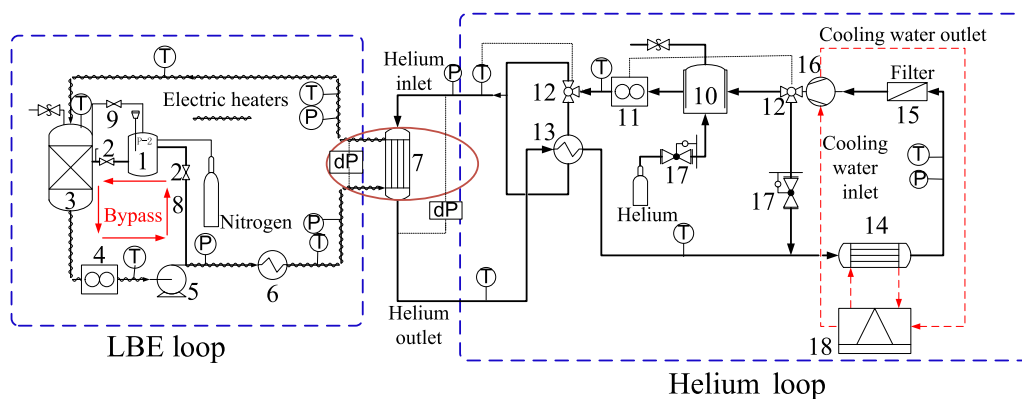 T
Electric heaters
T
P
T
9
P-2
1
2
2
3
Bypass
8
Nitrogen
4
T
5
P
6
P
T
dP
7
dP
LBE loop
Helium
inlet
P
T
Helium
outlet
T
12
13
T
11
10
12
16
Cooling water outlet
Filter
15
Helium
17
17
Cooling
water
inlet
T
P
T
14
18
Helium loop